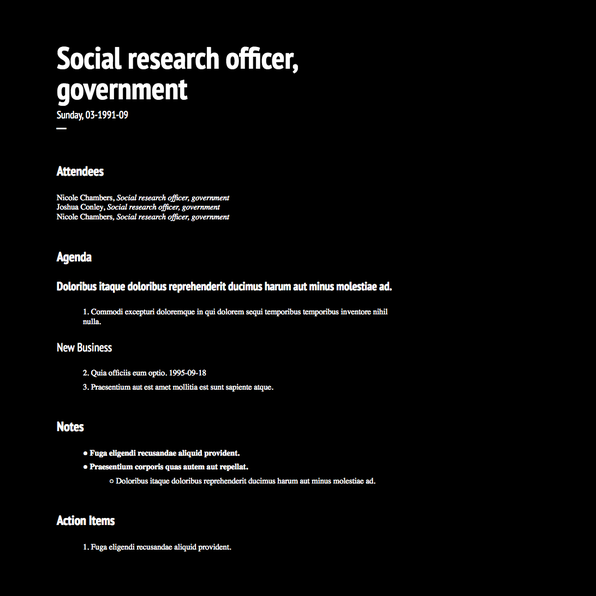 Social research officer,
government
Sunday, 03-1991-09
Attendees
Nicole Chambers, Social research officer, government
Joshua Conley, Social research officer, government
Nicole Chambers, Social research officer, government
Agenda
Doloribus itaque doloribus reprehenderit ducimus harum aut minus molestiae ad.
1. Commodi excepturi doloremque in qui dolorem sequi temporibus temporibus inventore nihil
nulla.
New Business
2. Quia officiis eum optio. 1995-09-18
3. Praesentium aut est amet mollitia est sunt sapiente atque.
Notes
● Fuga eligendi recusandae aliquid provident.
● Praesentium corporis quas autem aut repellat.
○ Doloribus itaque doloribus reprehenderit ducimus harum aut minus molestiae ad.
Action Items
1. Fuga eligendi recusandae aliquid provident.